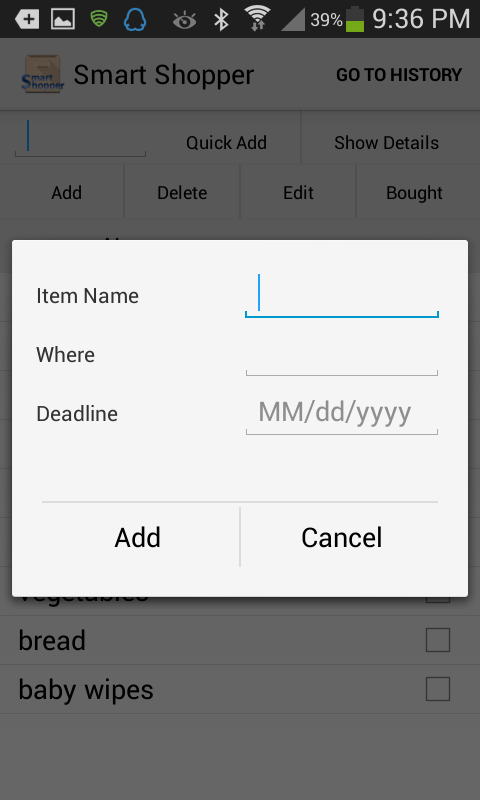 39% 9:36 PM
Smart Shopper Smart Shopper GO TO HISTORY
Quick Add Show Details
Add Delete Edit Bought
Item Name
Where
Deadline MM/dd/yyyy
Add Cancel
vegetables
bread
baby wipes